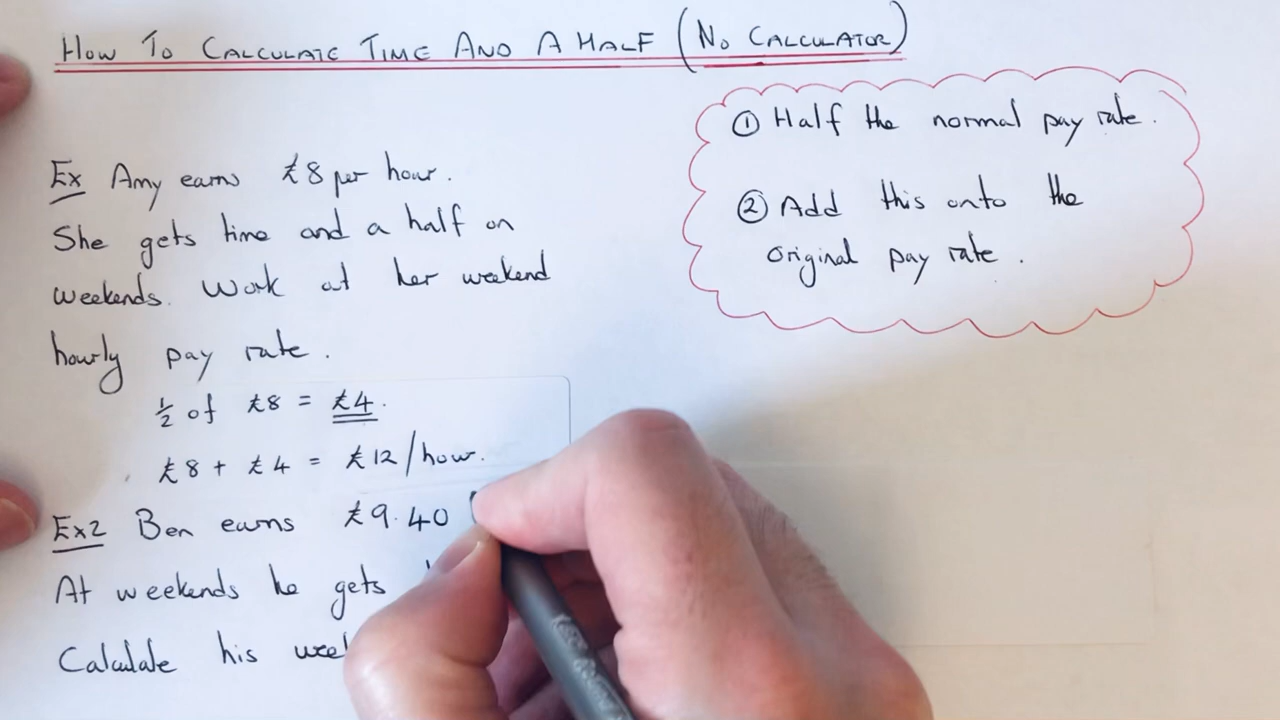 How To Calculate Time And A Half (No Calculator)
① Half the normal pay rate.
② Add this onto the
original pay rate.
Ex Amy earns £8 per hour.
She gets time and a half on
weekends. Work at her weekend
hourly pay rate.
½ of £8 = £4.
£8 + £4 = £12/hour.
Ex2 Ben earns £9.40
At weekends he gets
Calculate his